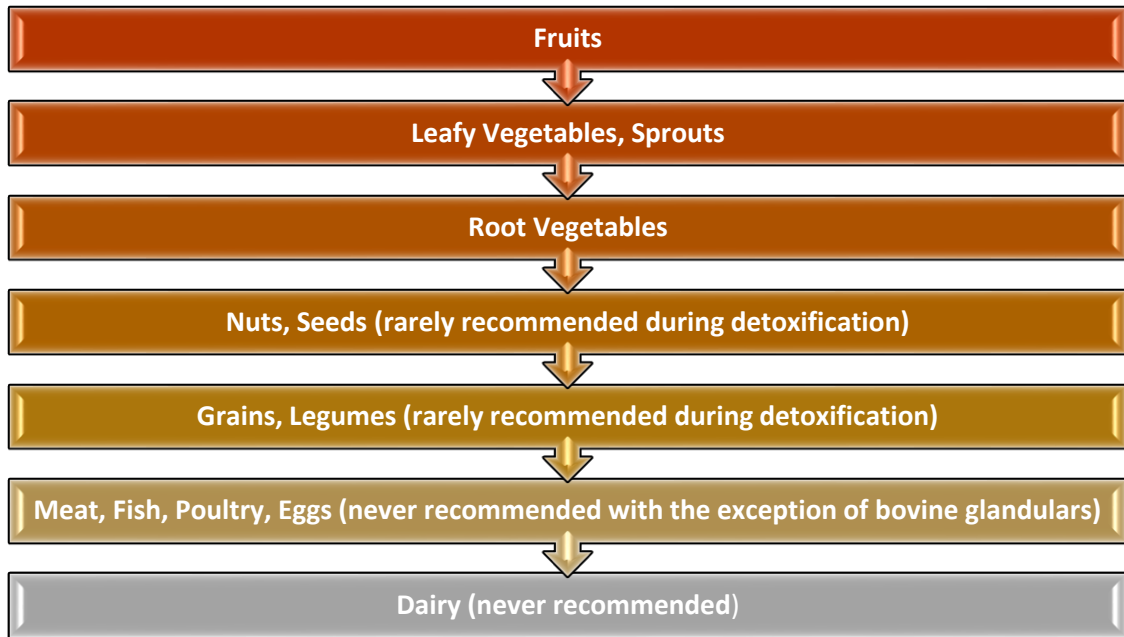 Fruits
Leafy Vegetables, Sprouts
Root Vegetables
Nuts, Seeds (rarely recommended during detoxification)
Grains, Legumes (rarely recommended during detoxification)
Meat, Fish, Poultry, Eggs (never recommended with the exception of bovine glandulars)
Dairy (never recommended)